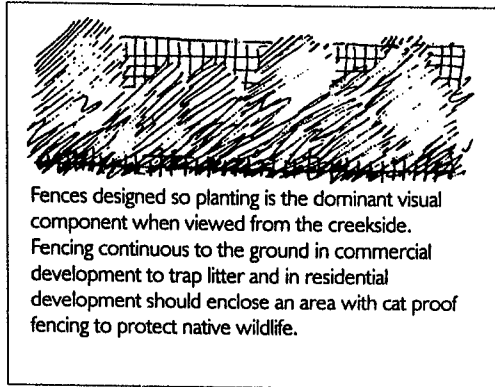 Fences designed so planting is the dominant visual
component when viewed from the creekside.
Fencing continuous to the ground in commercial
development to trap litter and in residential
development should enclose an area with cat proof
fencing to protect native wildlife.